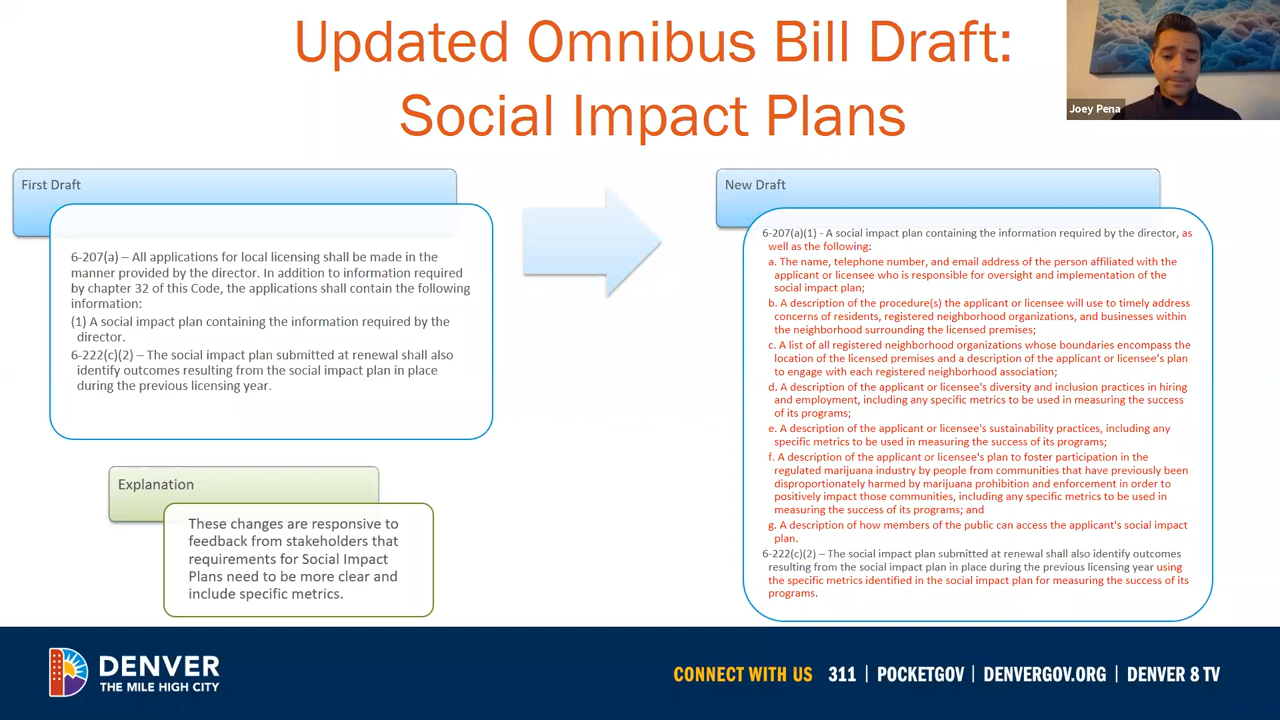 Updated Omnibus Bill Draft:
Social Impact Plans
Joey Pena
First Draft
6-207(a) – All applications for local licensing shall be made in the
manner provided by the director. In addition to information required
by chapter 32 of this Code, the applications shall contain the following
information:
(1) A social impact plan containing the information required by the
director.
6-222(c)(2) – The social impact plan submitted at renewal shall also
identify outcomes resulting from the social impact plan in place
during the previous licensing year.
Explanation
These changes are responsive to
feedback from stakeholders that
requirements for Social Impact
Plans need to be more clear and
include specific metrics.
New Draft
6-207(a)(1) - A social impact plan containing the information required by the director, as
well as the following:
a. The name, telephone number, and email address of the person affiliated with the
applicant or licensee who is responsible for oversight and implementation of the
social impact plan;
b. A description of the procedure(s) the applicant or licensee will use to timely address
concerns of residents, registered neighborhood organizations, and businesses within
the neighborhood surrounding the licensed premises;
c. A list of all registered neighborhood organizations whose boundaries encompass the
location of the licensed premises and a description of the applicant or licensee's plan
to engage with each registered neighborhood association;
d. A description of the applicant or licensee's diversity and inclusion practices in hiring
and employment, including any specific metrics to be used in measuring the success
of its programs;
e. A description of the applicant or licensee's sustainability practices, including any
specific metrics to be used in measuring the success of its programs;
f. A description of the applicant or licensee's plan to foster participation in the
regulated marijuana industry by people from communities that have previously been
disproportionately harmed by marijuana prohibition and enforcement in order to
positively impact those communities, including any specific metrics to be used in
measuring the success of its programs; and
g. A description of how members of the public can access the applicant's social impact
plan.
6-222(c)(2) – The social impact plan submitted at renewal shall also identify outcomes
resulting from the social impact plan in place during the previous licensing year using
the specific metrics identified in the social impact plan for measuring the success of its
programs.
DENVER
THE MILE HIGH CITY
CONNECT WITH US 311 | POCKETGOV | DENVERGOV.ORG | DENVER 8 TV